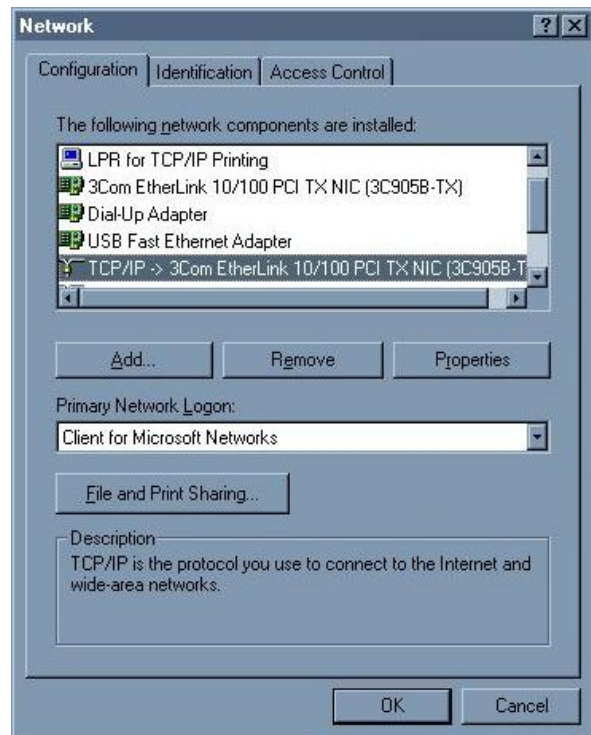 Network
Configuration Identification Access Control
The following network components are installed:
LPR for TCP/IP Printing
3Com EtherLink 10/100 PCI TX NIC (3C905B-TX)
Dial-Up Adapter
USB Fast Ethernet Adapter
TCP/IP -> 3Com EtherLink 10/100 PCI TX NIC (3C905B-T
Add... Remove Properties
Primary Network Logon:
Client for Microsoft Networks
File and Print Sharing...
Description
TCP/IP is the protocol you use to connect to the Internet and
wide-area networks.
OK Cancel